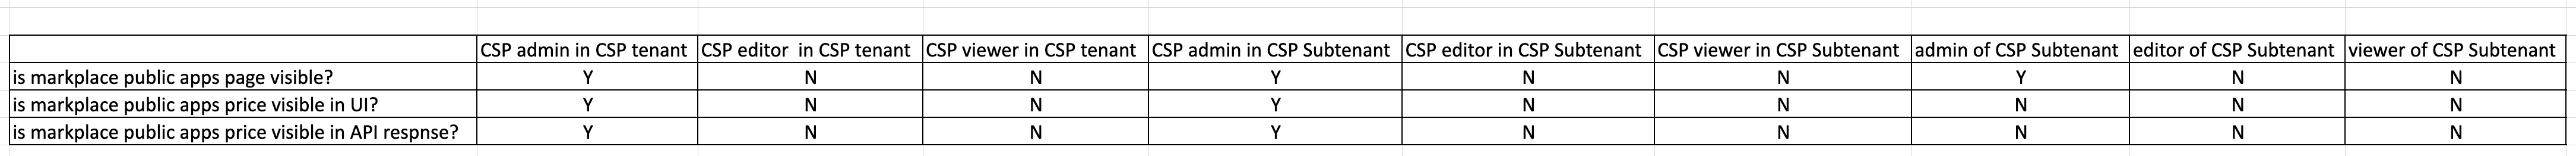 CSP admin in CSP tenant CSP editor in CSP tenant CSP viewer in CSP tenant CSP admin in CSP Subtenant CSP editor in CSP Subtenant CSP viewer in CSP Subtenant admin of CSP Subtenant editor of CSP Subtenant viewer of CSP Subtenant
is markplace public apps page visible? Y N N Y N N Y N N
is markplace public apps price visible in UI? Y N N Y N N N N N
is markplace public apps price visible in API respnse? Y N N Y N N N N N